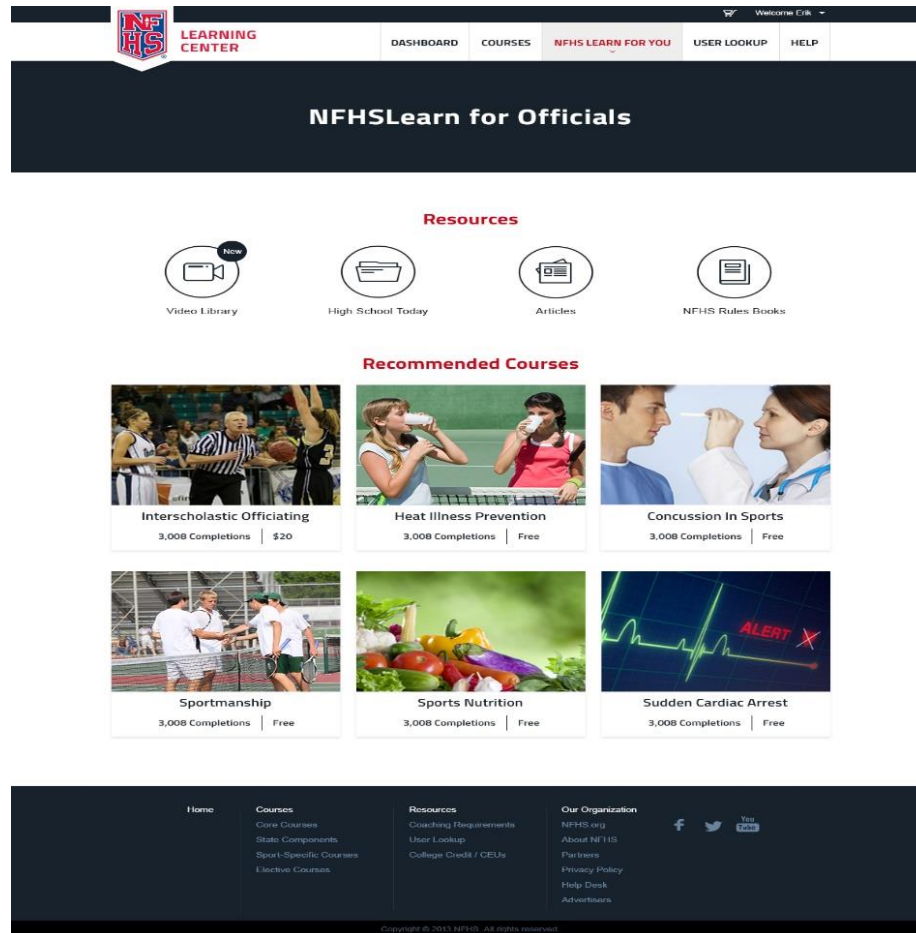 Welcome Erik
NFHS
LEARNING
CENTER
DASHBOARD COURSES NFHS LEARN FOR YOU USER LOOKUP HELP
NFHSLearn for Officials
Resources
New
Video Library High School Today Articles NFHS Rules Books
Recommended Courses
3
Interscholastic Officiating Heat Illness Prevention Concussion In Sports
3,008 Completions $20 3,008 Completions Free 3,008 Completions Free
ALERT
Sportmanship Sports Nutrition Sudden Cardiac Arrest
3,008 Completions Free 3,008 Completions Free 3,008 Completions Free
Home Courses Resources Our Organization
Core Courses Coaching Requirements NFHS.org f You Tube
State Components User Lookup About NFHS
Sport-Specific Courses College Credit / CEUs Partners
Elective Courses Privacy Policy
Help Desk
Advertisers
Copyright © 2013 NFHS. All rights reserved.